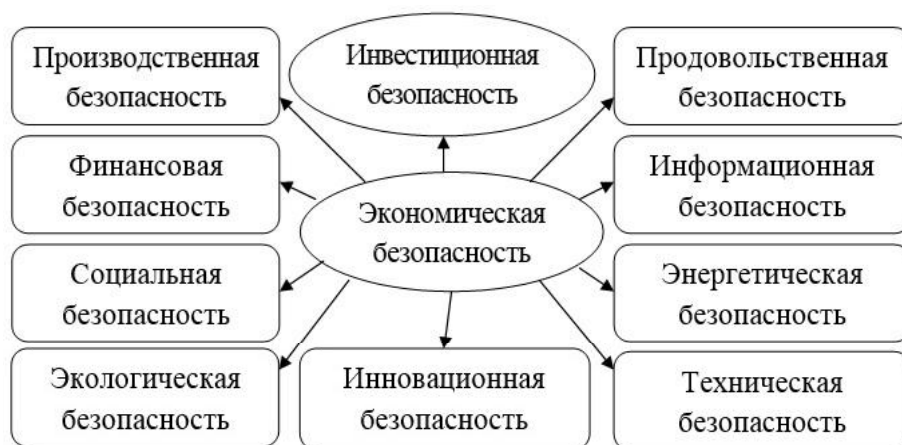 Производственная
безопасность
Инвестиционная
безопасность
Продовольственная
безопасность
Финансовая
безопасность
Экономическая
безопасность
Информационная
безопасность
Социальная
безопасность
Энергетическая
безопасность
Экологическая
безопасность
Инновационная
безопасность
Техническая
безопасность